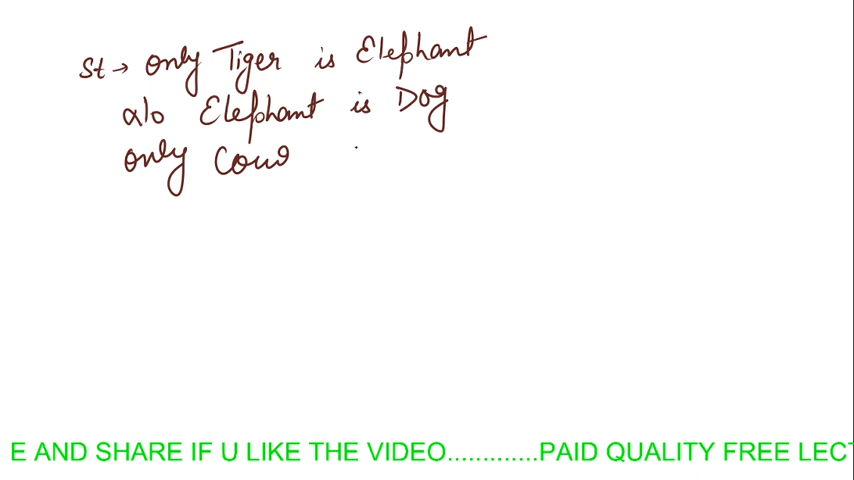 St → only Tiger is Elephant
a/o Elephant is Dog
only Cow
E AND SHARE IF U LIKE THE VIDEO.............PAID QUALITY FREE LECT